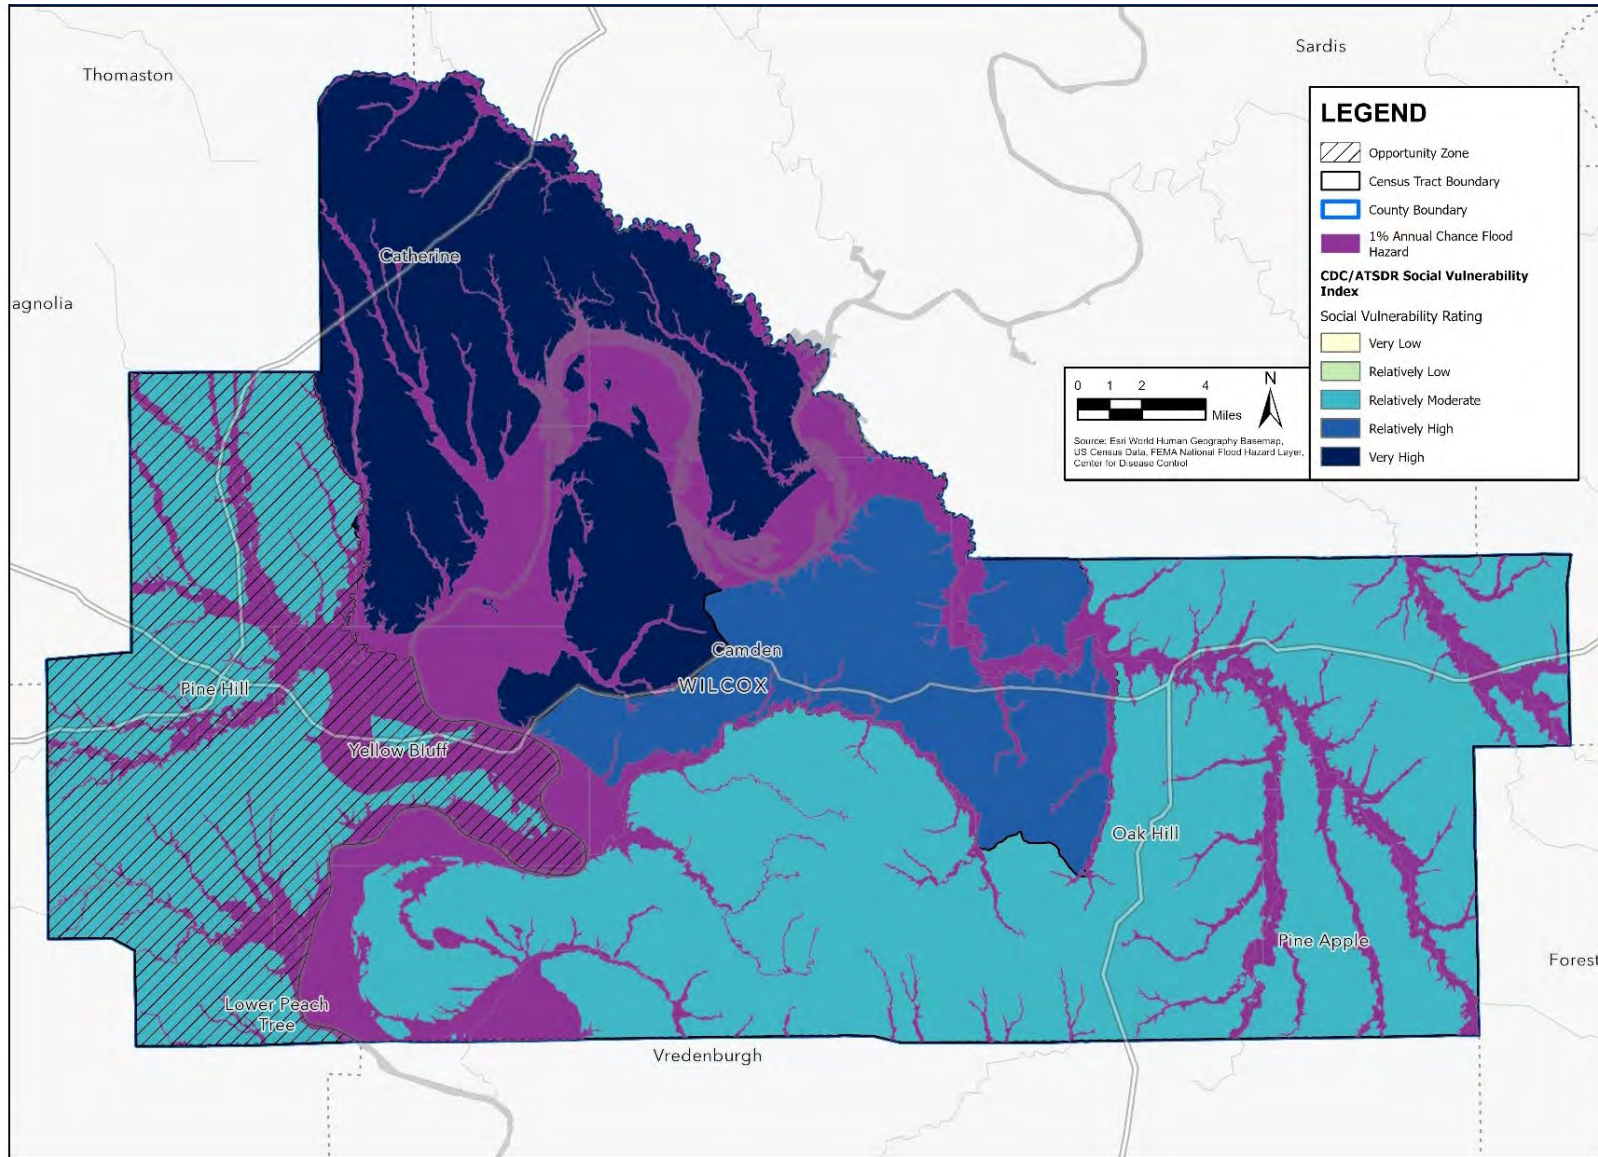 Sardis
Thomaston
LEGEND
Opportunity Zone
Census Tract Boundary
County Boundary
1% Annual Chance Flood
Hazard
CDC/ATSDR Social Vulnerability
Index
Social Vulnerability Rating
Very Low
Relatively Low
Relatively Moderate
Relatively High
Very High
Catherine
agnolia
0 1 2 4
Miles
N
Source: Esri World Human Geography Basemap,
US Census Data, FEMA National Flood Hazard Layer,
Center for Disease Control
Camden
WILCOX
Pine Hill
Yellow Bluff
Oak Hill
Pine Apple
Forest
Lower Peach
Tree
Vredenburgh